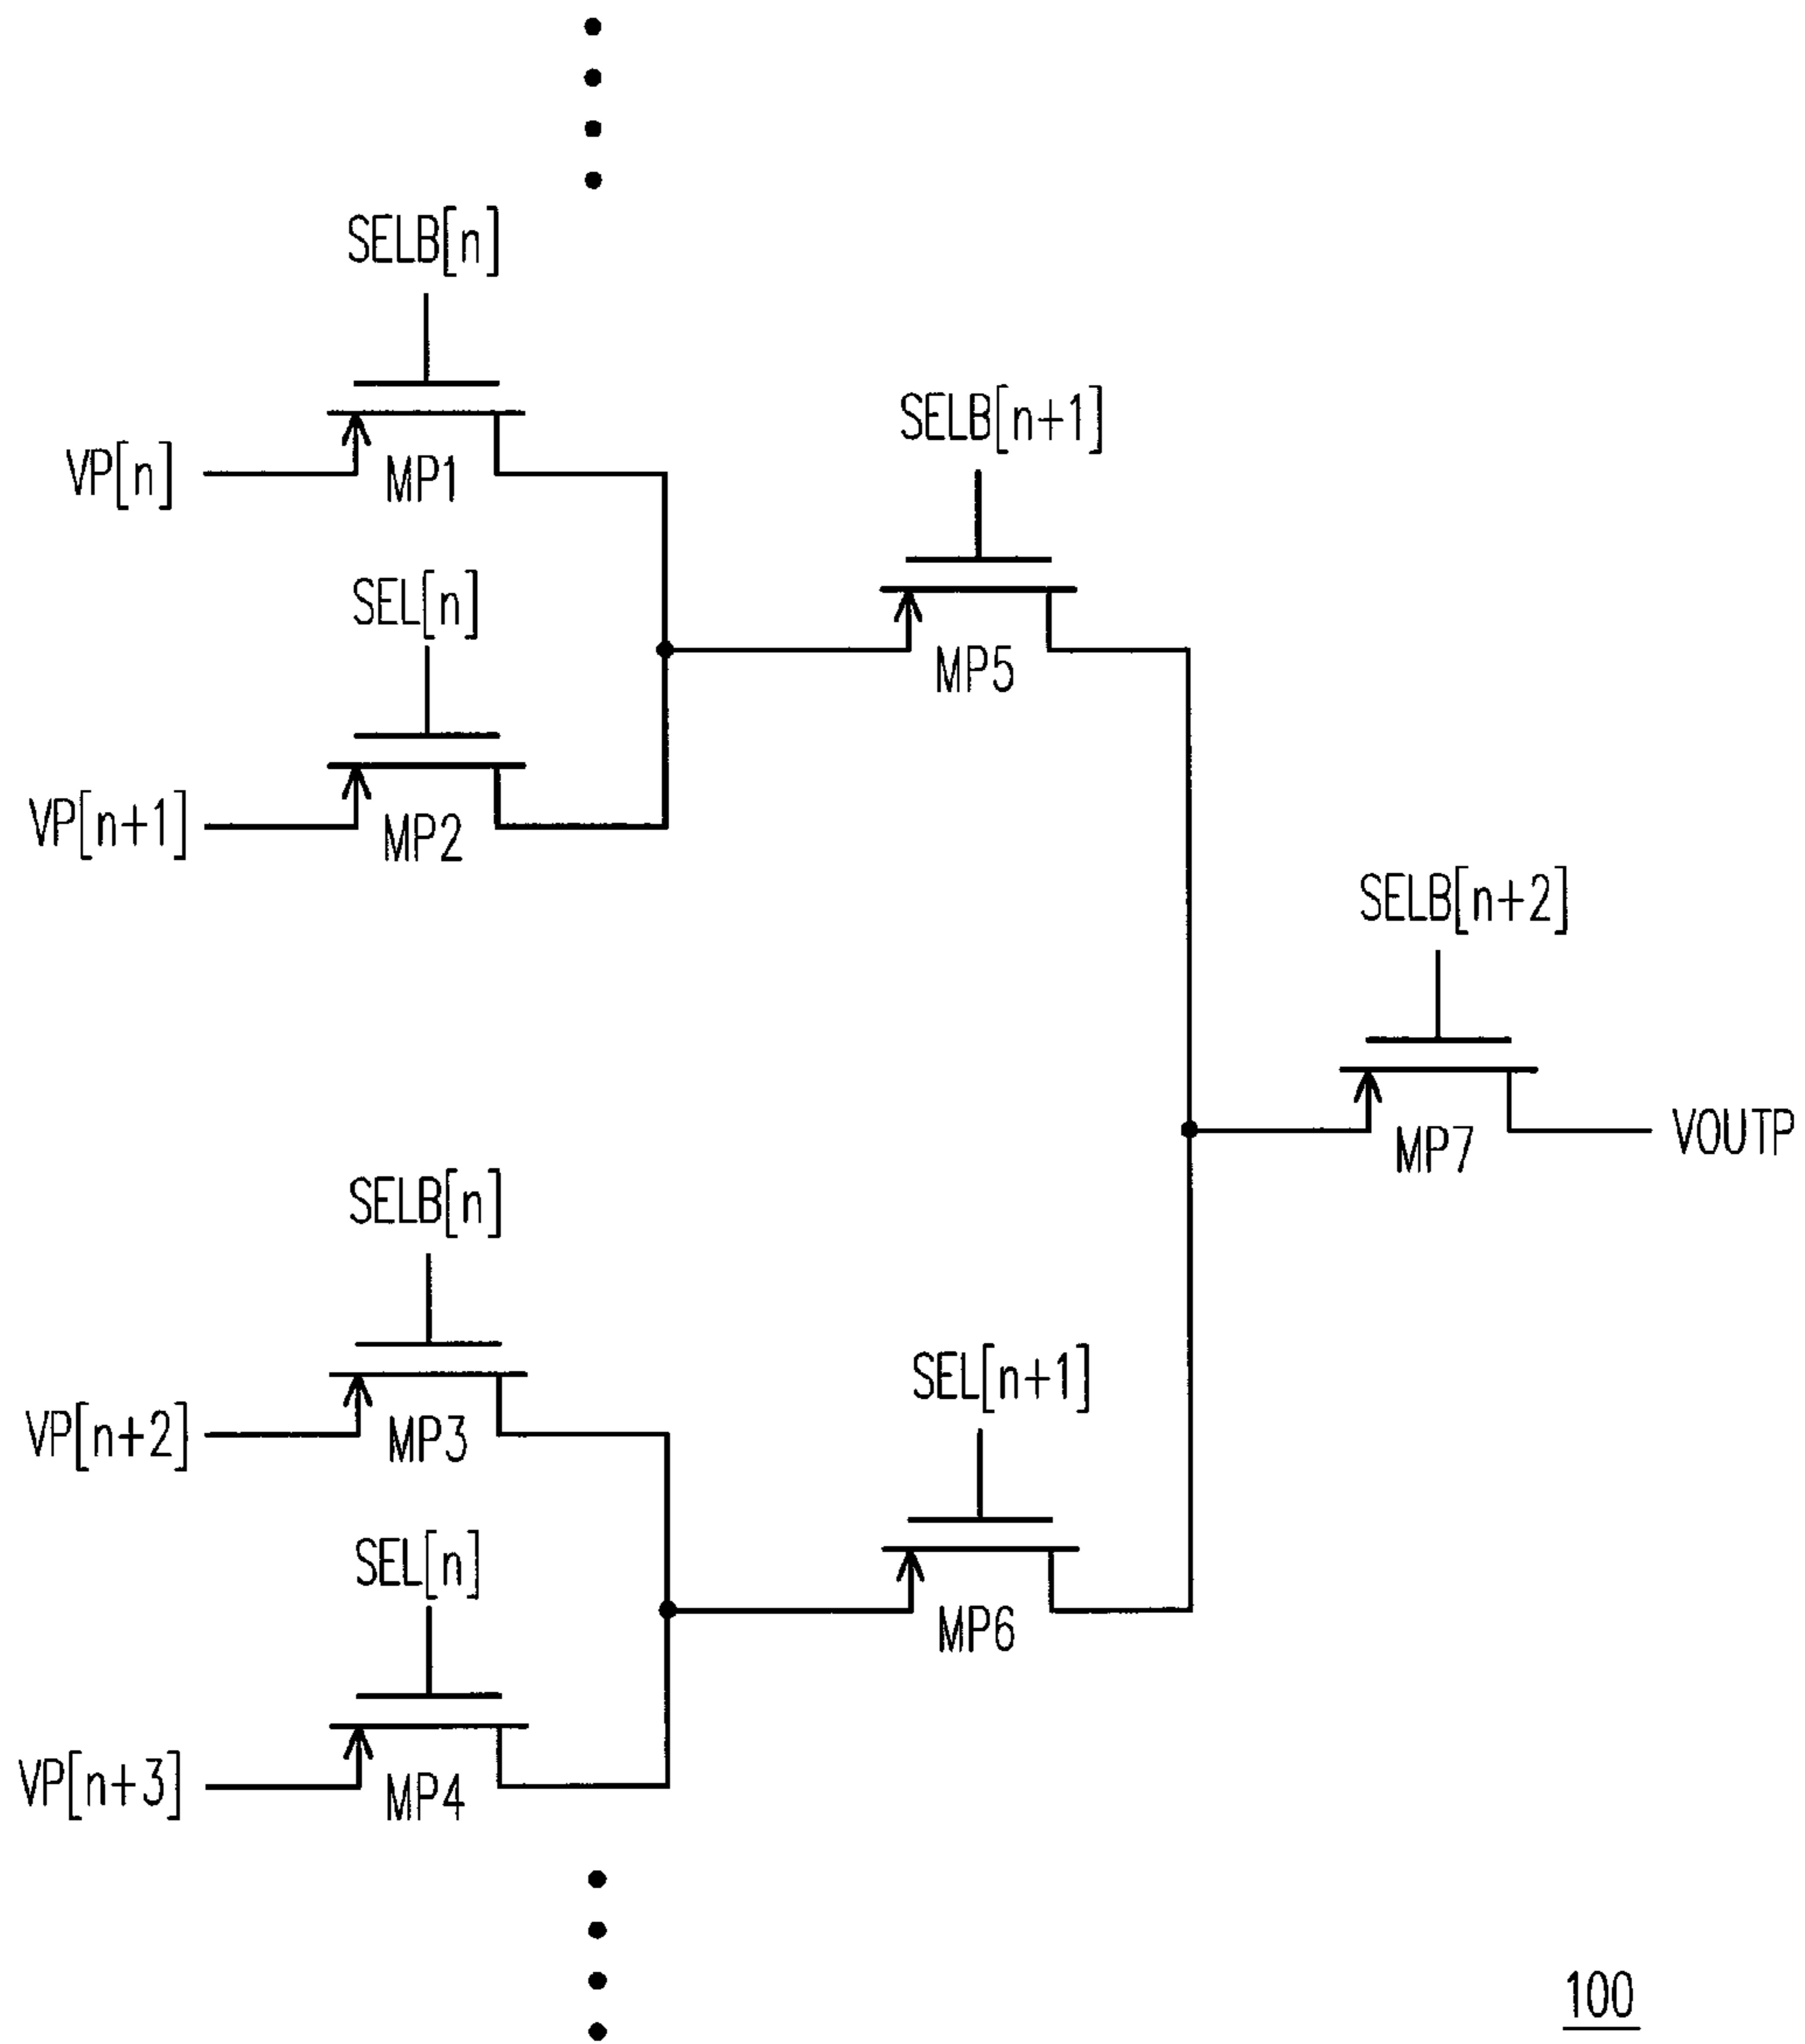 SELB[n]
VP[n]
MP1
SELB[n+1]
SEL[n]
MP5
VP[n+1]
MP2
SELB[n+2]
MP7
VOUTP
SELB[n]
VP[n+2]
MP3
SEL[n+1]
SEL[n]
MP6
VP[n+3]
MP4
100